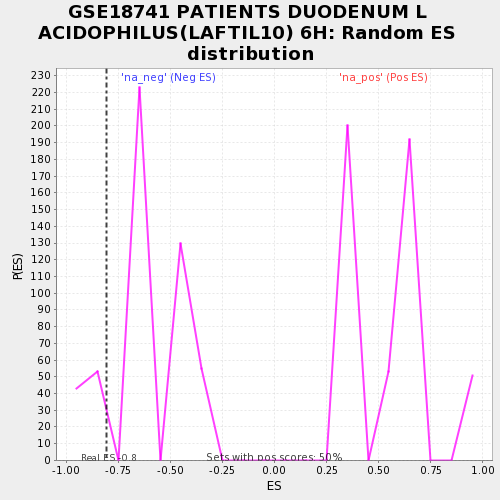 GSE18741 PATIENTS DUODENUM L
ACIDOPHILUS(LAFTIL10) 6H: Random ES
distribution
'na_neg' (Neg ES)
'na_pos' (Pos ES)
230
220
210
200
190
180
170
160
150
140
130
120
110
100
90
80
70
60
50
40
30
20
10
0
P(ES)
Real ES -0.8
Sets with pos scores: 50%
-1.00 -0.75 -0.50 -0.25 0.00 0.25 0.50 0.75 1.00
ES